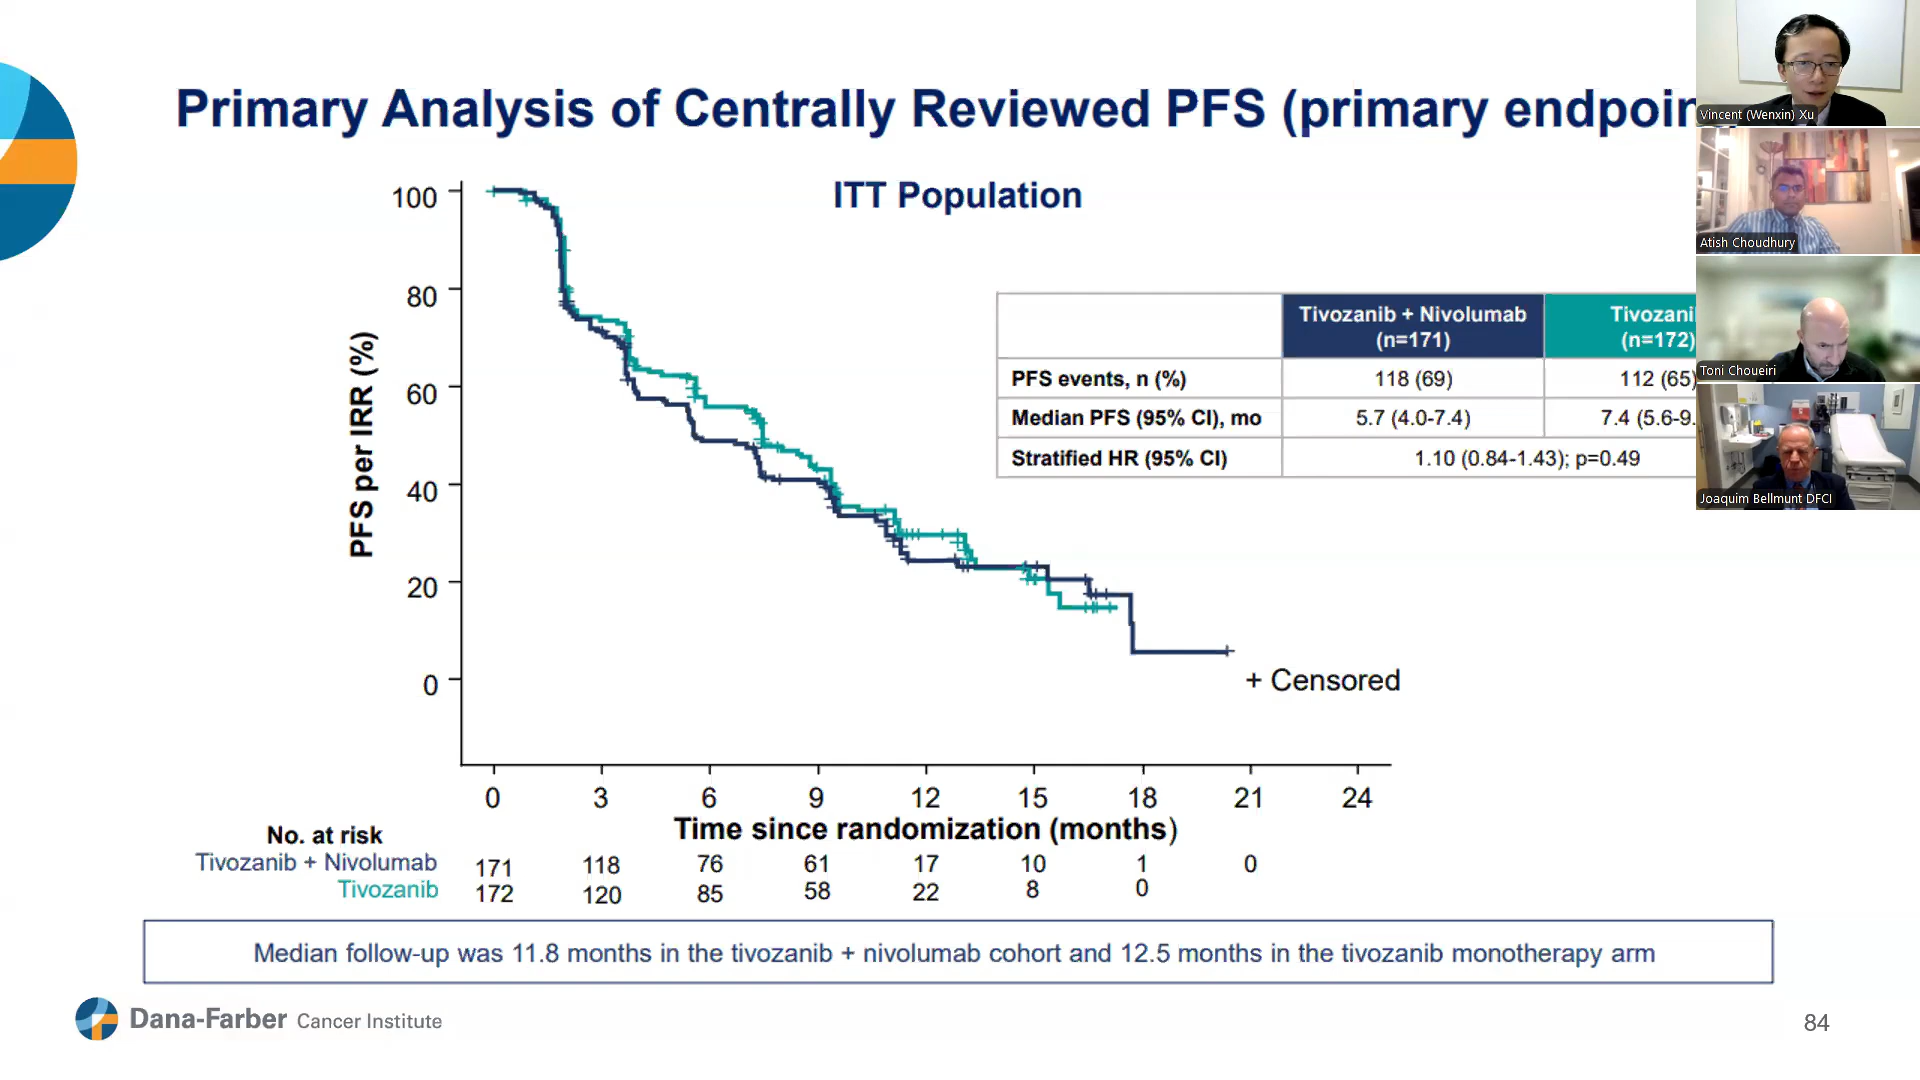 Primary Analysis of Centrally Reviewed PFS (primary
ITT Population
Tivozanib + Nivolumab
(n=171)
(n=172)
PFS events, n (%)
118 (69)
112 (65)
Median PFS (95% CI), mo
5.7 (4.0-7.4)
7.4 (5.6-9.
Stratified HR (95% CI)
1.10 (0.84-1.43); p=0.49
PFS per IRR (%)
100
80
60
40
20
0
+ Censored
0 3 6 9 12 15 18 21 24
Time since randomization (months)
No. at risk
Tivozanib + Nivolumab 171 118 76 61 17 10 1 0
Tivozanib 172 120 85 58 22 8 0
Median follow-up was 11.8 months in the tivozanib + nivolumab cohort and 12.5 months in the tivozanib monotherapy arm
Dana-Farber Cancer Institute
84
Vincent (Wenxin) Xu
Atish Choudhury
Toni Choueiri
Joaquim Bellmunt DFCI